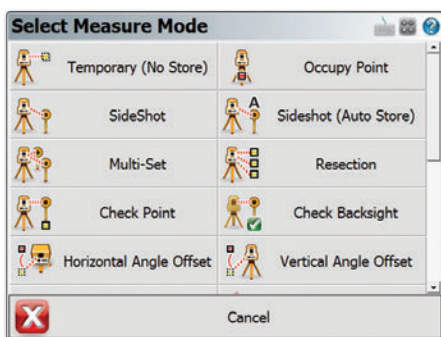 Select Measure Mode
Temporary (No Store)
Occupy Point
SideShot
A
Sideshot (Auto Store)
Multi-Set
Resection
Check Point
Check Backsight
Horizontal Angle Offset
Vertical Angle Offset
Cancel